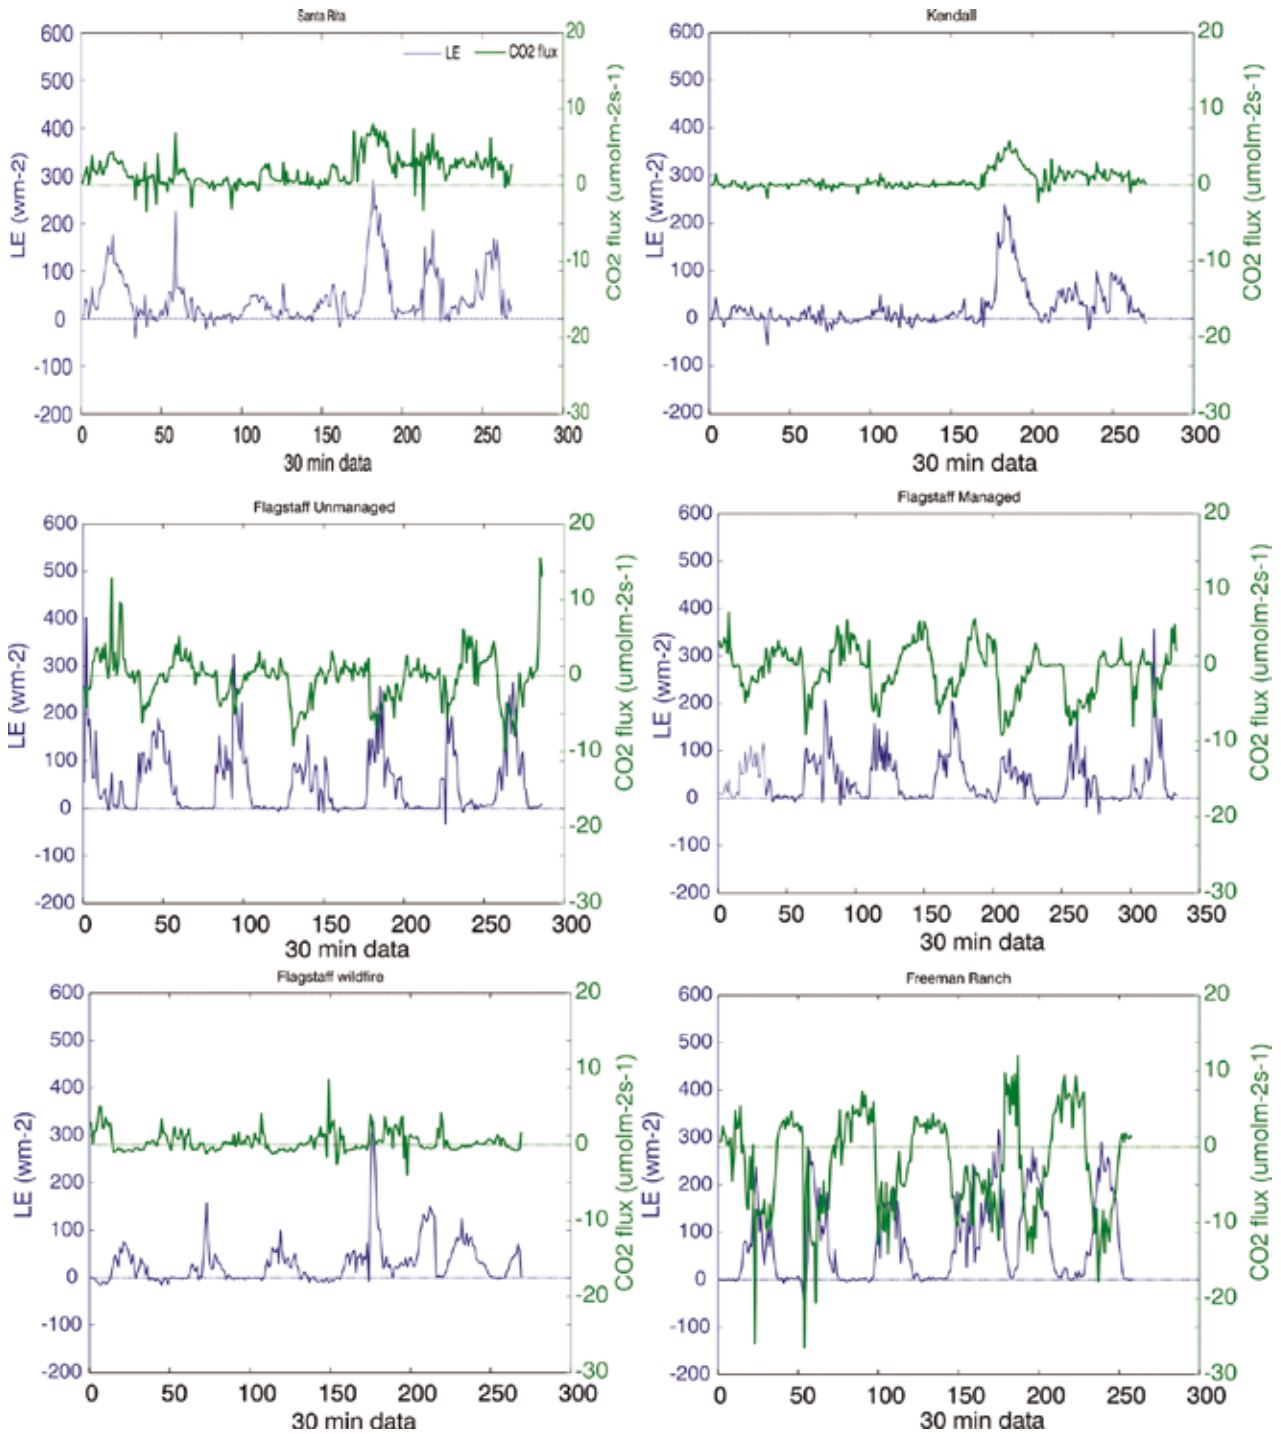 Santa Rita
Kendall
600
500
400
300
200
100
0
-100
-200
LE (wm-2)
LE
CO2 flux
20
10
0
-10
-20
-30
CO2 flux (umolm-2s-1)
0 50 100 150 200 250 300
30 min data
600
500
400
300
200
100
0
-100
-200
LE (wm-2)
20
10
0
-10
-20
-30
CO2 flux (umolm-2s-1)
0 50 100 150 200 250 300
30 min data
Flagstaff Unmanaged
600
500
400
300
200
100
0
-100
-200
LE (wm-2)
20
10
0
-10
-20
-30
CO2 flux (umolm-2s-1)
0 50 100 150 200 250 300
30 min data
Flagstaff Managed
600
500
400
300
200
100
0
-100
-200
LE (wm-2)
20
10
0
-10
-20
-30
CO2 flux (umolm-2s-1)
0 50 100 150 200 250 300 350
30 min data
Flagstaff wildfire
600
500
400
300
200
100
0
-100
-200
LE (wm-2)
20
10
0
-10
-20
-30
CO2 flux (umolm-2s-1)
0 50 100 150 200 250 300
30 min data
Freeman Ranch
600
500
400
300
200
100
0
-100
-200
LE (wm-2)
20
10
0
-10
-20
-30
CO2 flux (umolm-2s-1)
0 50 100 150 200 250 300
30 min data